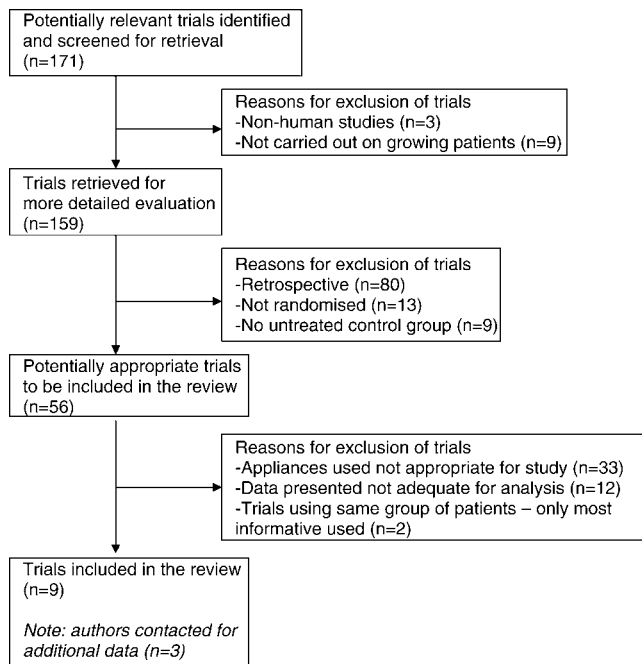 Potentially relevant trials identified
and screened for retrieval
(n=171)
Reasons for exclusion of trials
-Non-human studies (n=3)
-Not carried out on growing patients (n=9)
Trials retrieved for
more detailed evaluation
(n=159)
Reasons for exclusion of trials
-Retrospective (n=80)
-Not randomised (n=13)
-No untreated control group (n=9)
Potentially appropriate trials
to be included in the review
(n=56)
Reasons for exclusion of trials
-Appliances used not appropriate for study (n=33)
-Data presented not adequate for analysis (n=12)
-Trials using same group of patients – only most
informative used (n=2)
Trials included in the review
(n=9)
Note: authors contacted for
additional data (n=3)